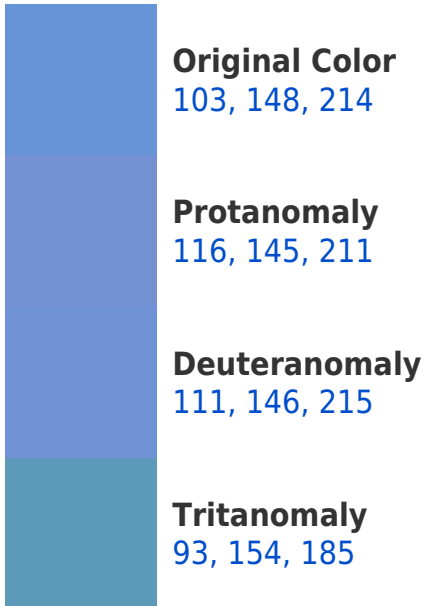 Original Color
103, 148, 214
Protanomaly
116, 145, 211
Deuteranomaly
111, 146, 215
Tritanomaly
93, 154, 185